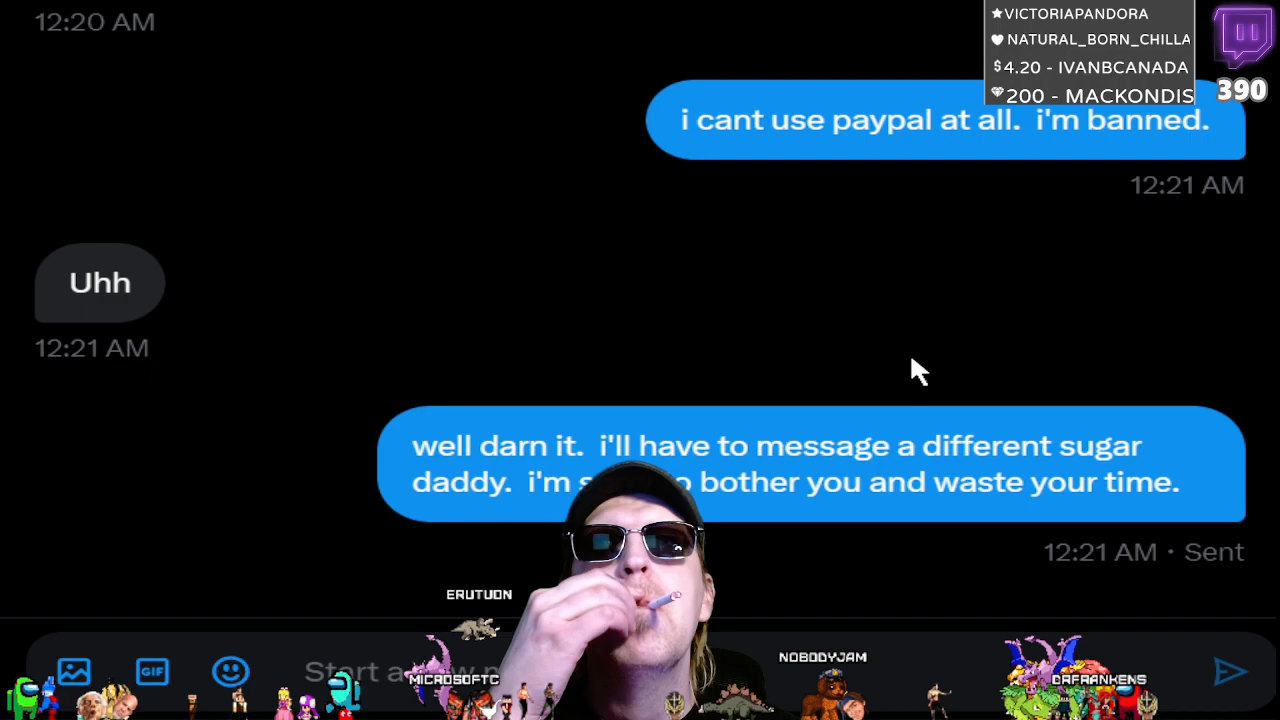 12:20 AM
★VICTORIAPANDORA
NATURAL_BORN_CHILLA
$4.20 - IVANBCANADA
200 - MACKONDIS
390
i cant use paypal at all.  i'm banned.
12:21 AM
Uhh
12:21 AM
well darn it.  i'll have to message a different sugar
daddy.  i'm bother you and waste your time.
12:21 AM · Sent
ERUTUON
GIF
Start a
NOBODYJAM
MICROSOFTC
DRFRANKENS